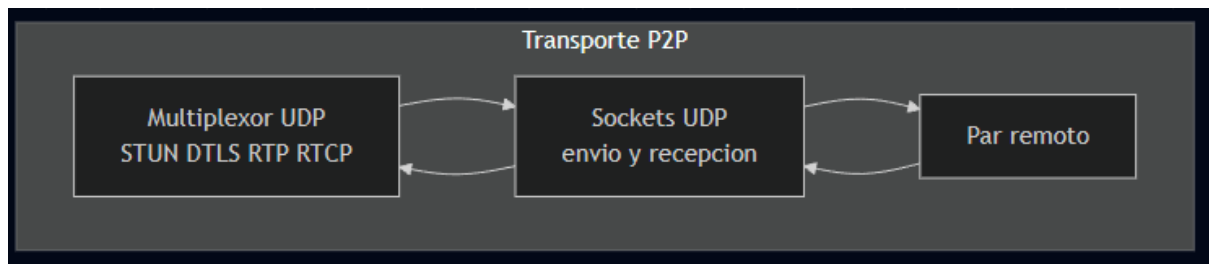 Transporte P2P
Multiplexor UDP
STUN DTLS RTP RTCP
Sockets UDP
envio y recepcion
Par remoto